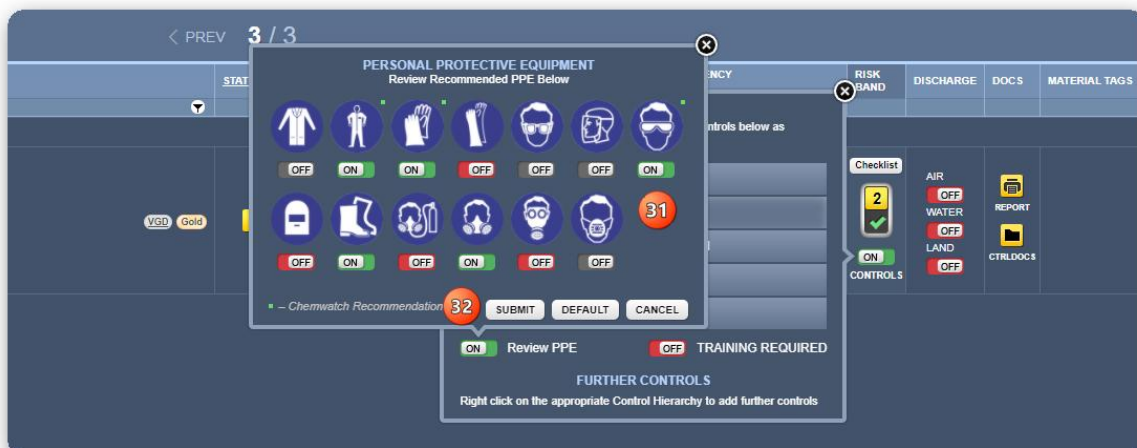 PREV 3 / 3
PERSONAL PROTECTIVE EQUIPMENT
Review Recommended PPE Below
STAT
NCY
RISK BAND
DISCHARGE
DOCS
MATERIAL TAGS
ntrols below as
OFF ON ON OFF OFF OFF ON
31
OFF ON OFF ON OFF OFF
– Chemwatch Recommendation
32
SUBMIT DEFAULT CANCEL
VGD Gold
Checklist
2
ON
CONTROLS
AIR
OFF
WATER
OFF
LAND
OFF
REPORT
CTRLDOCS
ON Review PPE
OFF TRAINING REQUIRED
FURTHER CONTROLS
Right click on the appropriate Control Hierarchy to add further controls